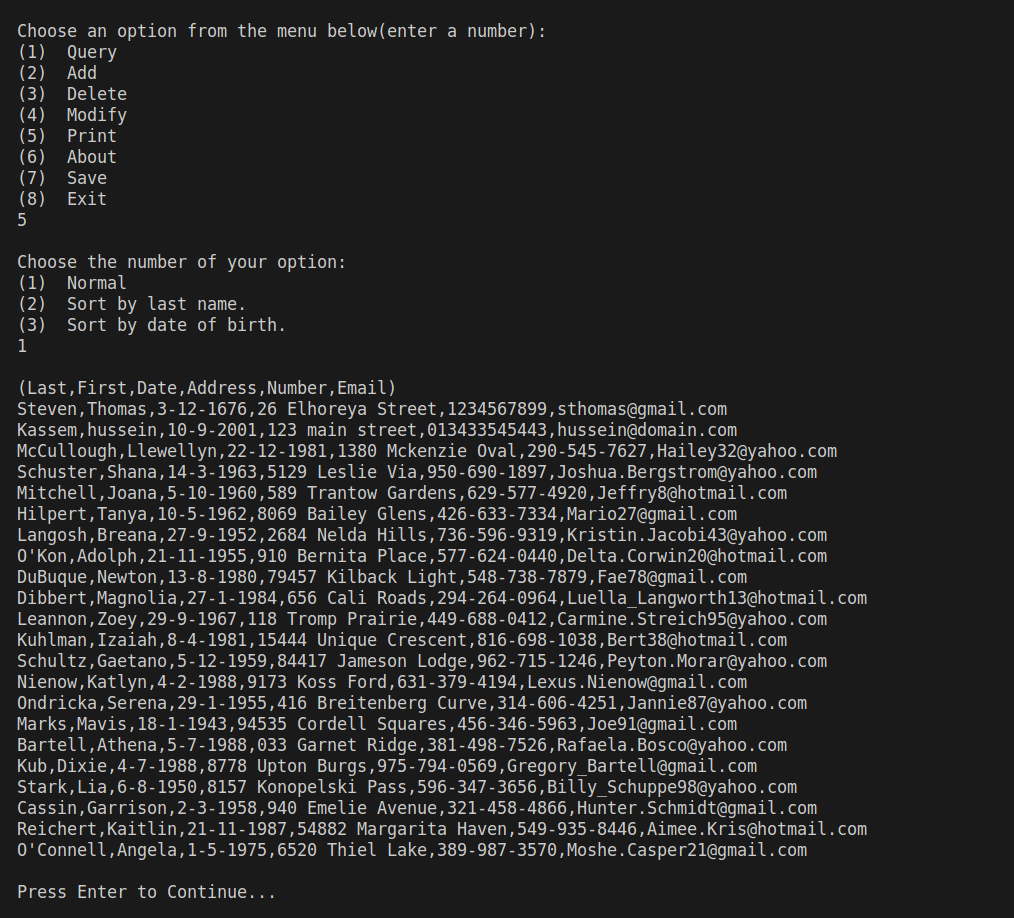 Choose an option from the menu below(enter a number):
(1)  Query
(2)  Add
(3)  Delete
(4)  Modify
(5)  Print
(6)  About
(7)  Save
(8)  Exit
5
Choose the number of your option:
(1)  Normal
(2)  Sort by last name.
(3)  Sort by date of birth.
1
(Last,First,Date,Address,Number,Email)
Steven,Thomas,3-12-1676,26 Elhoreya Street,1234567899,sthomas@gmail.com
Kassem,hussein,10-9-2001,123 main street,013433545443,hussein@domain.com
McCullough,Llewellyn,22-12-1981,1380 Mckenzie Oval,290-545-7627,Hailey32@yahoo.com
Schuster,Shana,14-3-1963,5129 Leslie Via,950-690-1897,Joshua.Bergstrom@yahoo.com
Mitchell,Joana,5-10-1960,589 Trantow Gardens,629-577-4920,Jeffry8@hotmail.com
Hilpert,Tanya,10-5-1962,8069 Bailey Glens,426-633-7334,Mario27@gmail.com
Langosh,Breana,27-9-1952,2684 Nelda Hills,736-596-9319,Kristin.Jacobi43@yahoo.com
O'Kon,Adolph,21-11-1955,910 Bernita Place,577-624-0440,Delta.Corwin20@hotmail.com
DuBuque,Newton,13-8-1980,79457 Kilback Light,548-738-7879,Fae78@gmail.com
Dibbert,Magnolia,27-1-1984,656 Cali Roads,294-264-0964,Luella_Langworth13@hotmail.com
Leannon,Zoey,29-9-1967,118 Tromp Prairie,449-688-0412,Carmine.Streich95@yahoo.com
Kuhlman,Izaiah,8-4-1981,15444 Unique Crescent,816-698-1038,Bert38@hotmail.com
Schultz,Gaetano,5-12-1959,84417 Jameson Lodge,962-715-1246,Peyton.Morar@yahoo.com
Nienow,Katlyn,4-2-1988,9173 Koss Ford,631-379-4194,Lexus.Nienow@gmail.com
Ondricka,Serena,29-1-1955,416 Breitenberg Curve,314-606-4251,Jannie87@yahoo.com
Marks,Mavis,18-1-1943,94535 Cordell Squares,456-346-5963,Joe91@gmail.com
Bartell,Athena,5-7-1988,033 Garnet Ridge,381-498-7526,Rafaela.Bosco@yahoo.com
Kub,Dixie,4-7-1988,8778 Upton Burgs,975-794-0569,Gregory_Bartell@gmail.com
Stark,Lia,6-8-1950,8157 Konopelski Pass,596-347-3656,Billy_Schuppe98@yahoo.com
Cassin,Garrison,2-3-1958,940 Emelie Avenue,321-458-4866,Hunter.Schmidt@gmail.com
Reichert,Kaitlin,21-11-1987,54882 Margarita Haven,549-935-8446,Aimee.Kris@hotmail.com
O'Connell,Angela,1-5-1975,6520 Thiel Lake,389-987-3570,Moshe.Casper21@gmail.com
Press Enter to Continue...